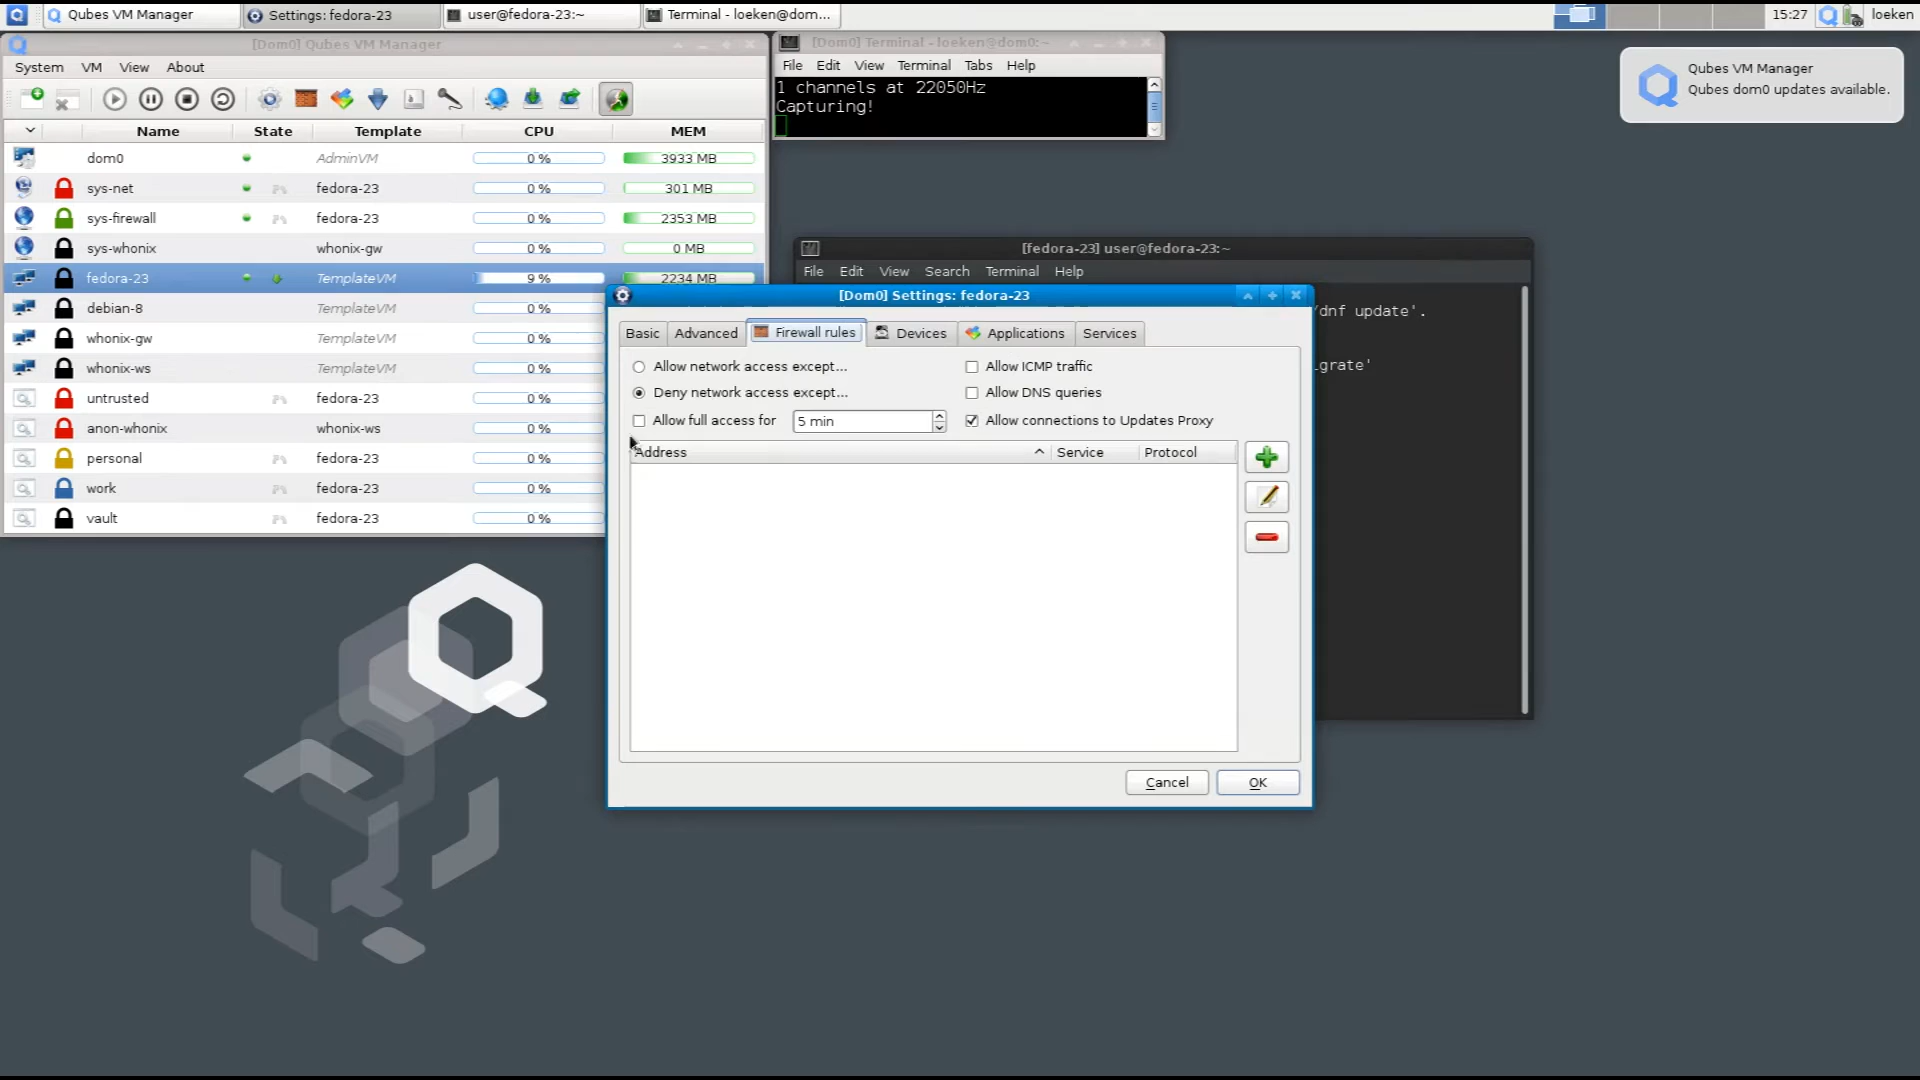 Qubes VM Manager
Settings: fedora-23
user@fedora-23:~
Terminal - loeken@dom...
15:27
loeken
[Dom0] Qubes VM Manager
System VM View About
Name State Template CPU MEM
dom0 AdminVM 0 % 3933 MB
sys-net fedora-23 0 % 301 MB
sys-firewall fedora-23 0 % 2353 MB
sys-whonix whonix-gw 0 % 0 MB
fedora-23 TemplateVM 9 % 2234 MB
debian-8 TemplateVM 0 %
whonix-gw TemplateVM 0 %
whonix-ws TemplateVM 0 %
untrusted fedora-23 0 %
anon-whonix whonix-ws 0 %
personal fedora-23 0 %
work fedora-23 0 %
vault fedora-23 0 %
[Dom0] Terminal - loeken@dom0:~
File Edit View Terminal Tabs Help
1 channels at 22050Hz
Capturing!
Qubes VM Manager
Qubes dom0 updates available.
[fedora-23] user@fedora-23:~
File Edit View Search Terminal Help
/dnf update'.
grate'
[Dom0] Settings: fedora-23
Basic Advanced Firewall rules Devices Applications Services
Allow network access except... Allow ICMP traffic
Deny network access except... Allow DNS queries
Allow full access for 5 min Allow connections to Updates Proxy
Address Service Protocol
Cancel OK